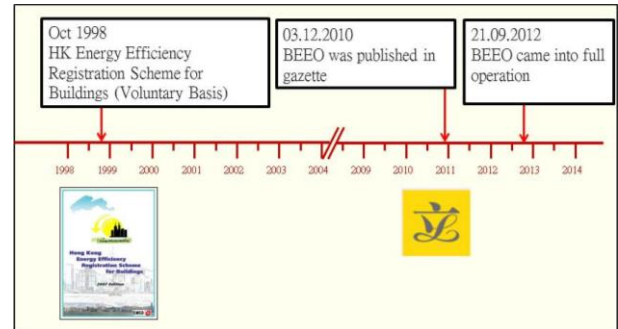 Oct 1998
HK Energy Efficiency
Registration Scheme for
Buildings (Voluntary Basis)
03.12.2010
BEEO was published in
gazette
21.09.2012
BEEO came into full
operation
1998 1999 2000 2001 2002 2003 2004 2009 2010 2011 2012 2013 2014
Hong Kong
Energy Efficiency
Registration Scheme
for Buildings
立